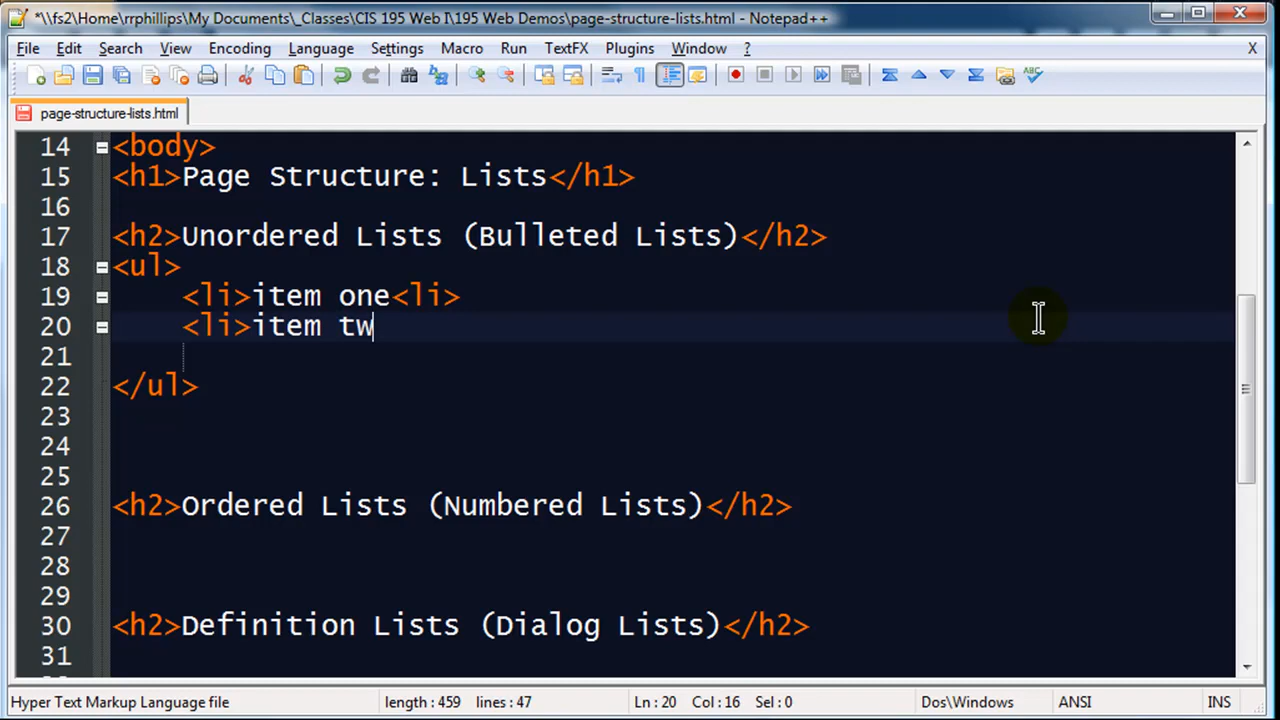 *\\fs2\Home\rrphillips\My Documents\_Classes\CIS 195 Web I\195 Web Demos\page-structure-lists.html - Notepad++
File Edit Search View Encoding Language Settings Macro Run TextFX Plugins Window ? X
page-structure-lists.html
14 <body>
15 <h1>Page Structure: Lists</h1>
16
17 <h2>Unordered Lists (Bulleted Lists)</h2>
18 <ul>
19 <li>item one<li>
20 <li>item tw
21
22 </ul>
23
24
25
26 <h2>Ordered Lists (Numbered Lists)</h2>
27
28
29
30 <h2>Definition Lists (Dialog Lists)</h2>
31
Hyper Text Markup Language file length : 459 lines : 47 Ln : 20 Col : 16 Sel : 0 Dos\Windows ANSI INS